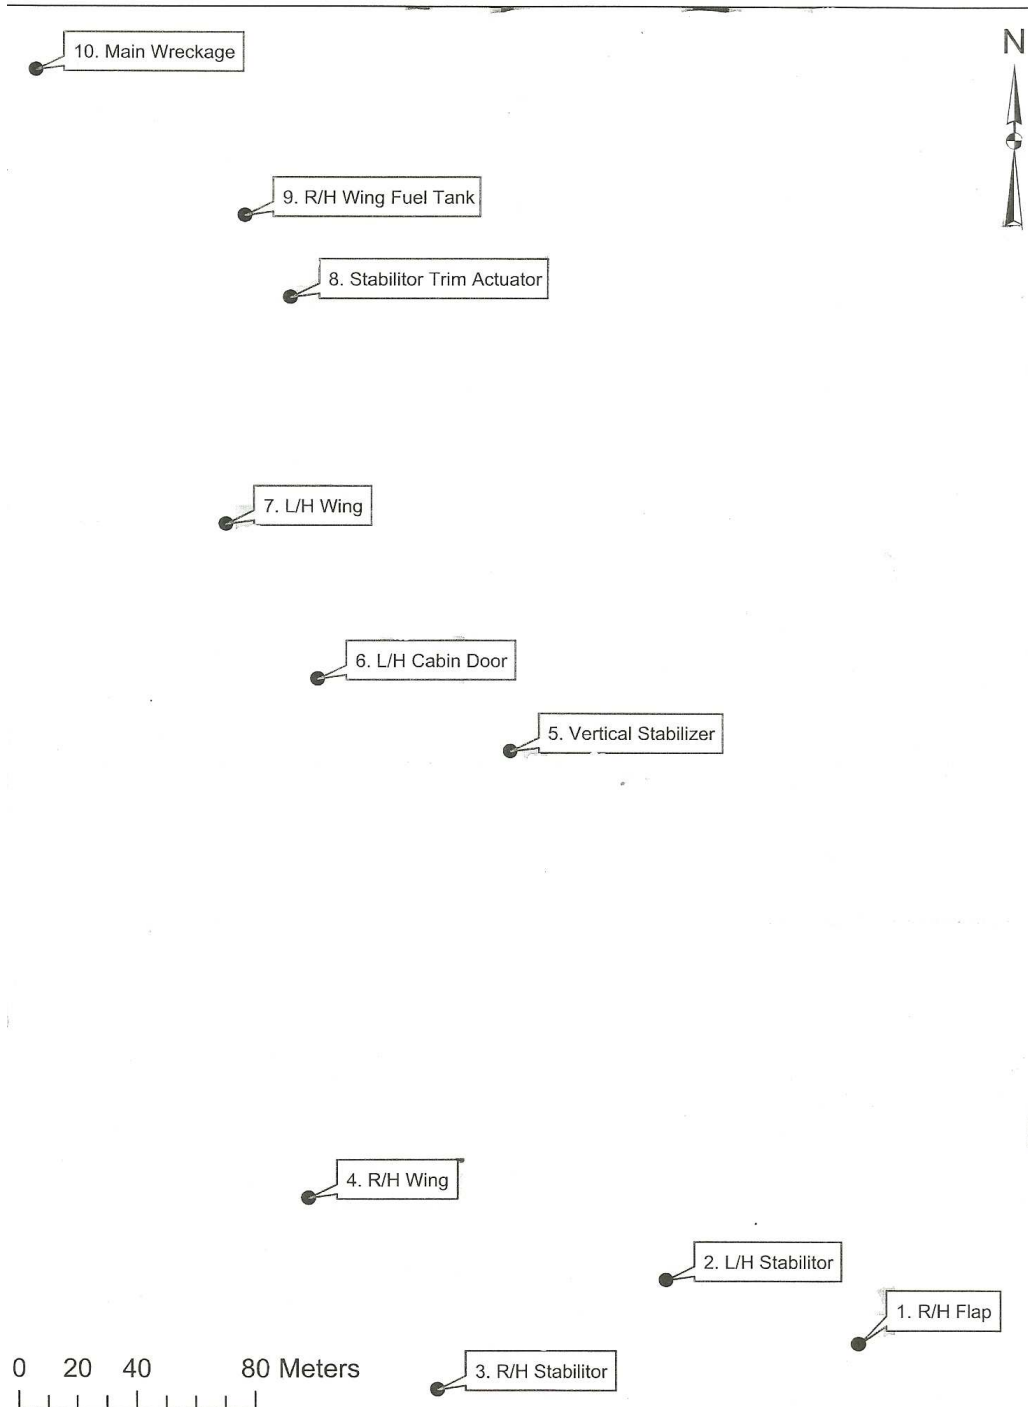 N
10. Main Wreckage
9. R/H Wing Fuel Tank
8. Stabilitor Trim Actuator
7. L/H Wing
6. L/H Cabin Door
5. Vertical Stabilizer
4. R/H Wing
2. L/H Stabilitor
1. R/H Flap
3. R/H Stabilitor
0 20 40 80 Meters